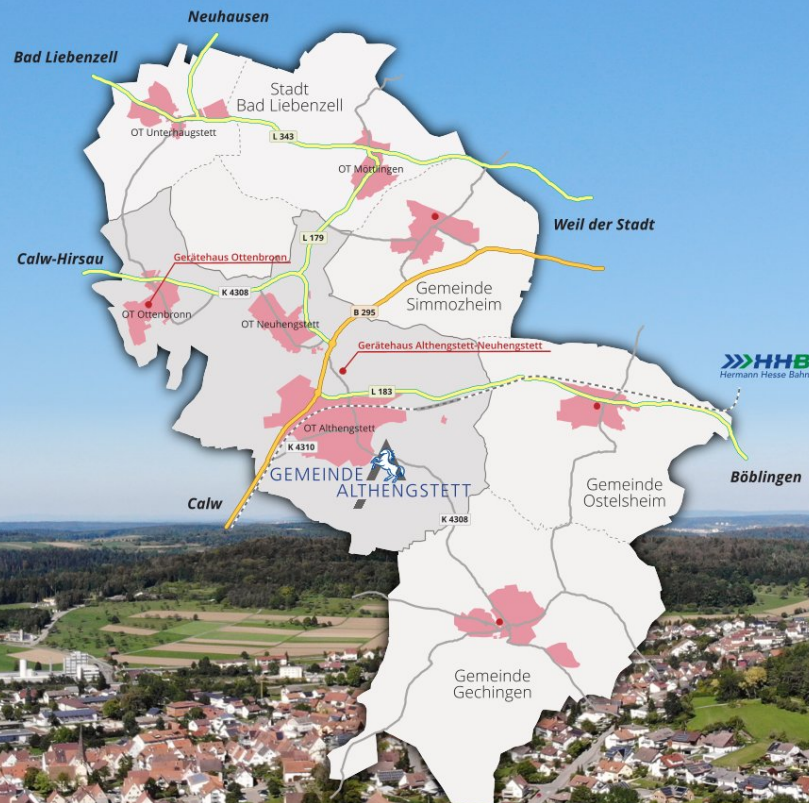 Neuhausen
Bad Liebenzell
Stadt
Bad Liebenzell
OT Unterhaugstett
L 343
OT Möttlingen
Weil der Stadt
L 179
Calw-Hirsau
Gerätehaus Ottenbronn
K 4308
Gemeinde
Simmozheim
OT Ottenbronn
B 295
OT Neuhengstett
Gerätehaus Althengstett-Neuhengstett
HHB
Hermann Hesse Bahn
L 183
OT Althengstett
K 4310
GEMEINDE
ALTHENGSTETT
Böblingen
Gemeinde
Ostelsheim
Calw
K 4308
Gemeinde
Gechingen